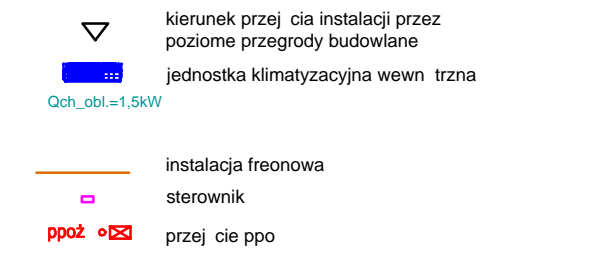 kierunek przej cia instalacji przez
poziome przegrody budowlane
jednostka klimatyzacyjna wewn trzna
Qch_obl.=1,5kW
instalacja freonowa
sterownik
ppoż
przej cie ppo